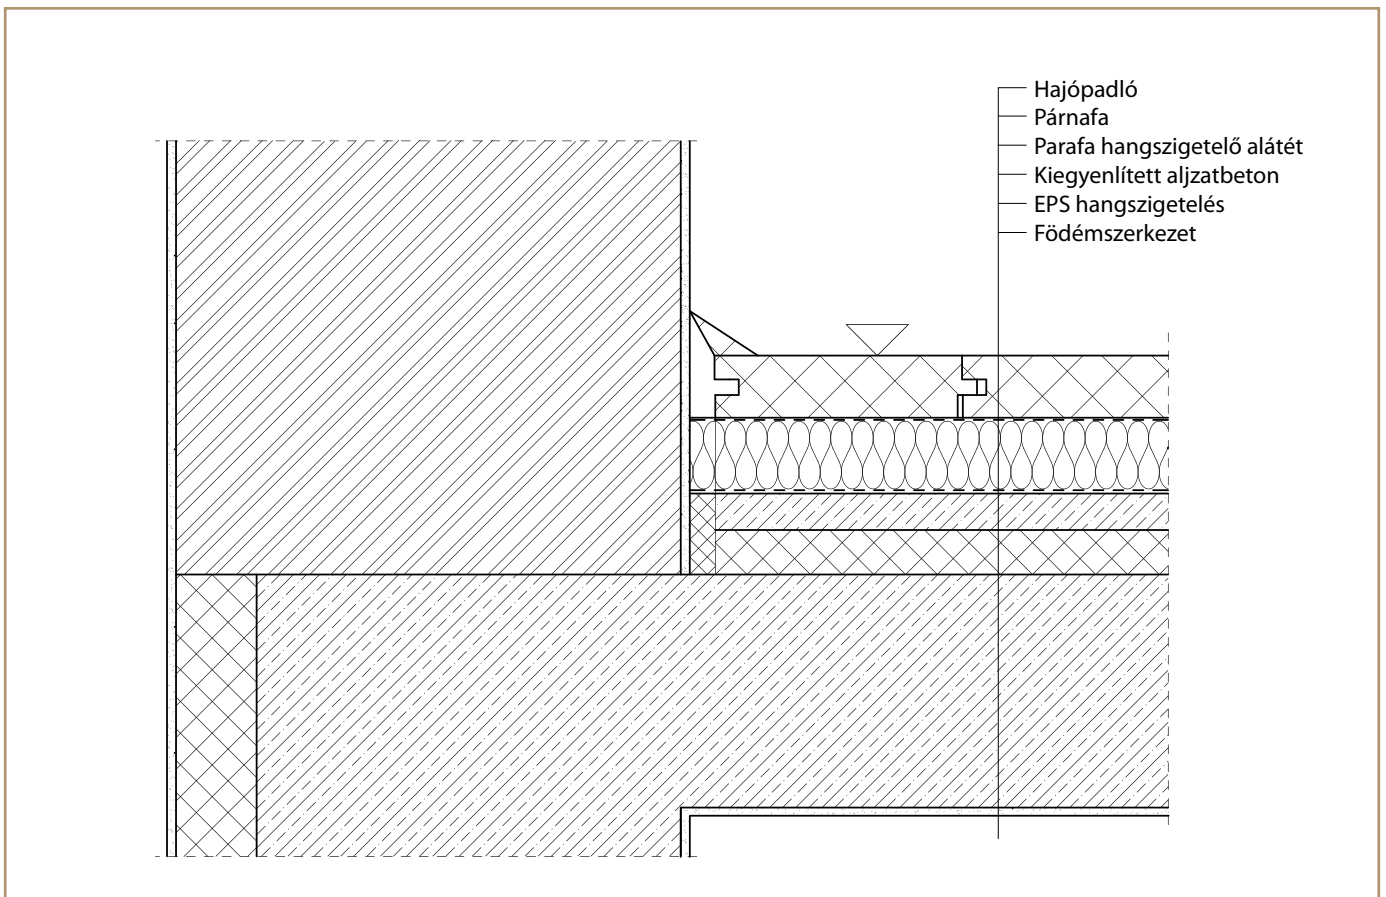 Hajópadló
Párnafa
Parafa hangszigetelő alátét
Kiegyenlített aljzatbeton
EPS hangszigetelés
Födémszerkezet